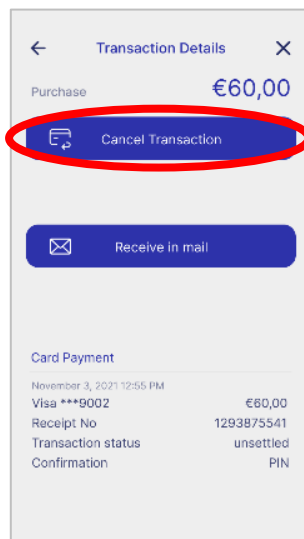 Transaction Details
Purchase €60,00
Cancel Transaction
Receive in mail
Card Payment
November 3, 2021 12:55 PM
Visa ***9002 €60,00
Receipt No 1293875541
Transaction status unsettled
Confirmation PIN